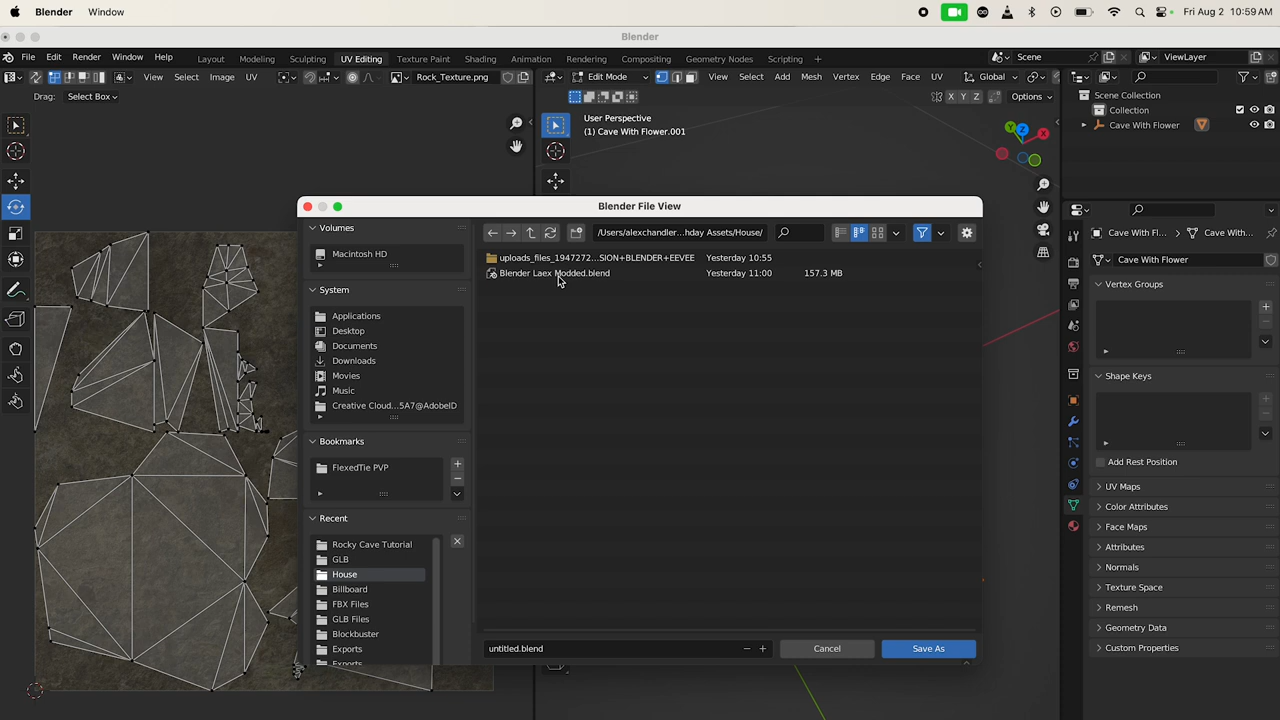 Blender Window Fri Aug 2 10:59 AM
Blender
File Edit Render Window Help Layout Modeling Sculpting UV Editing Texture Paint Shading Animation Rendering Compositing Geometry Nodes Scripting + Scene ViewLayer
View Select Image UV Rock_Texture.png Edit Mode View Select Add Mesh Vertex Edge Face UV Global
Drag: Select Box X Y Z Options
User Perspective
(1) Cave With Flower.001
Scene Collection
Collection
Cave With Flower
Y Z X
Blender File View
Volumes
Macintosh HD
System
Applications
Desktop
Documents
Downloads
Movies
Music
Creative Cloud...5A7@AdobeID
Bookmarks
FlexedTie PVP
Recent
Rocky Cave Tutorial
GLB
House
Billboard
FBX Files
GLB Files
Blockbuster
Exports
Exports
/Users/alexchandler...hday Assets/House/
uploads_files_1947272...SION+BLENDER+EEVEE Yesterday 10:55
Blender Laex Modded.blend Yesterday 11:00 157.3 MB
untitled.blend
Cancel
Save As
Cave With Fl... Cave With...
Cave With Flower
Vertex Groups
Shape Keys
Add Rest Position
UV Maps
Color Attributes
Face Maps
Attributes
Normals
Texture Space
Remesh
Geometry Data
Custom Properties